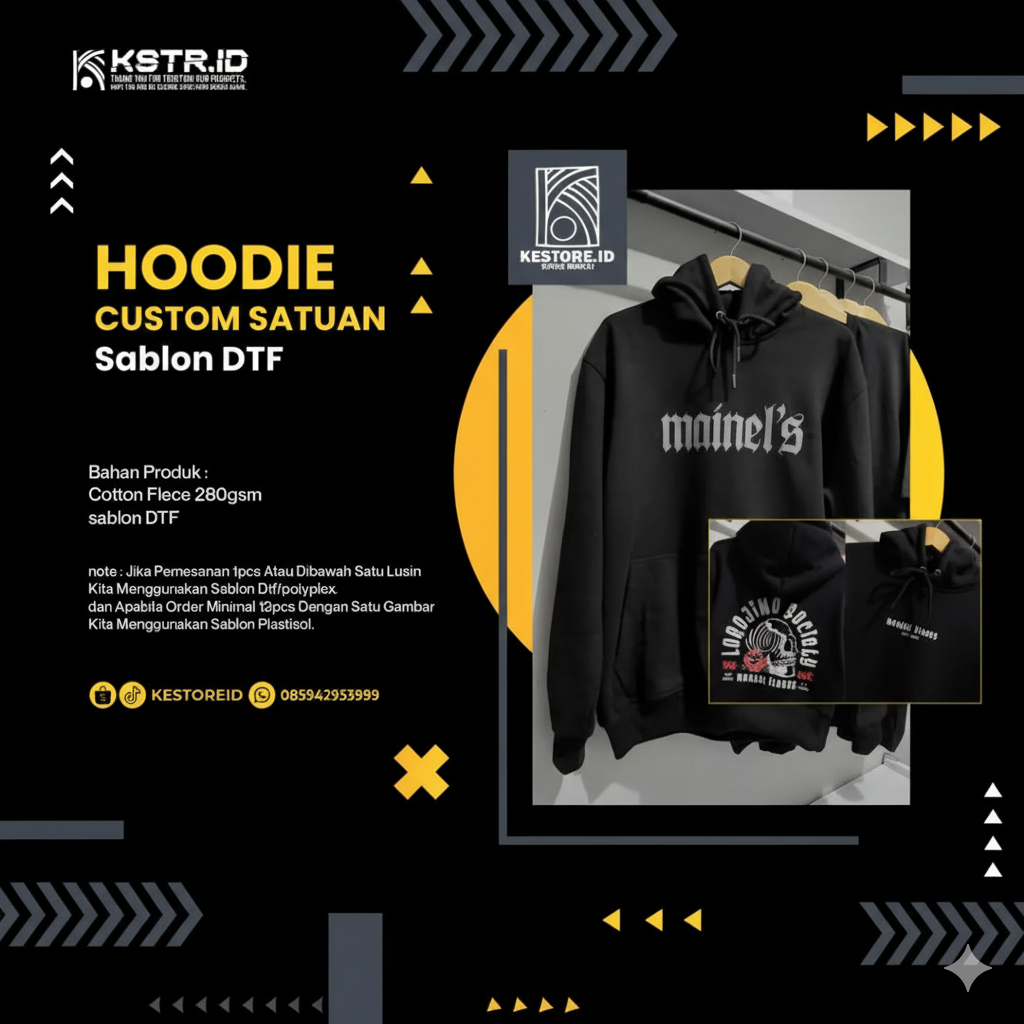 KSTR.ID
KESTORE.ID
HOODIE
CUSTOM SATUAN
Sablon DTF
mainel's
Bahan Produk :
Cotton Flece 280gsm
sablon DTF
LOROJIMO SOCIETY
note : Jika Pemesanan 1pcs Atau Dibawah Satu Lusin
Kita Menggunakan Sablon Dtf/polyplex
dan Apabila Order Minimal 12pcs Dengan Satu Gambar
Kita Menggunakan Sablon Plastisol.
KESTOREID 085942953999